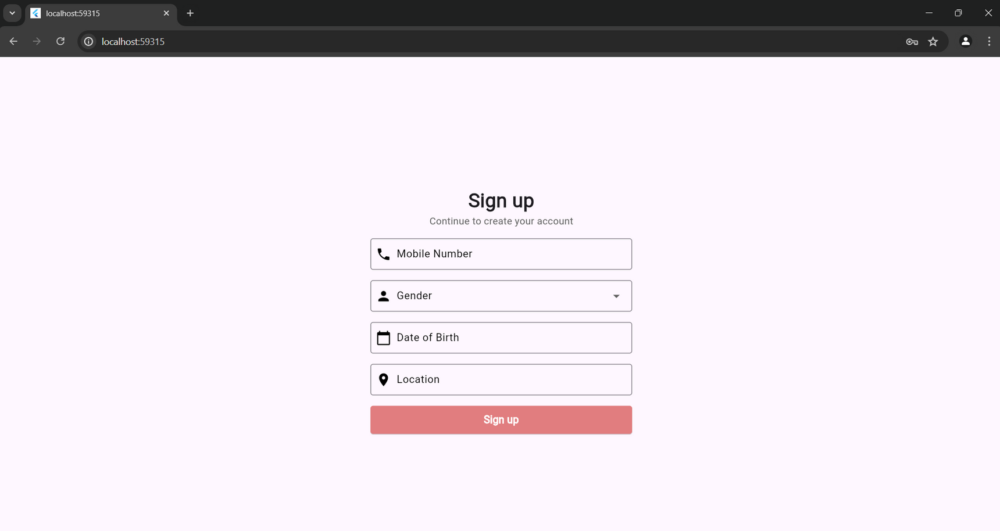 localhost:59315
localhost:59315
Sign up
Continue to create your account
Mobile Number
Gender
Date of Birth
Location
Sign up